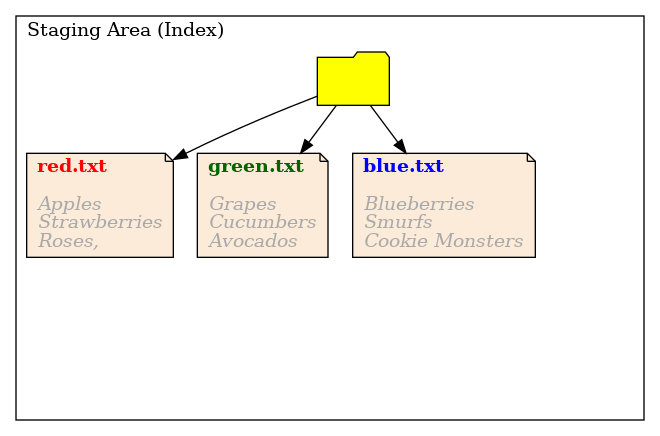 Staging Area (Index)
red.txt
Apples
Strawberries
Roses,
green.txt
Grapes
Cucumbers
Avocados
blue.txt
Blueberries
Smurfs
Cookie Monsters